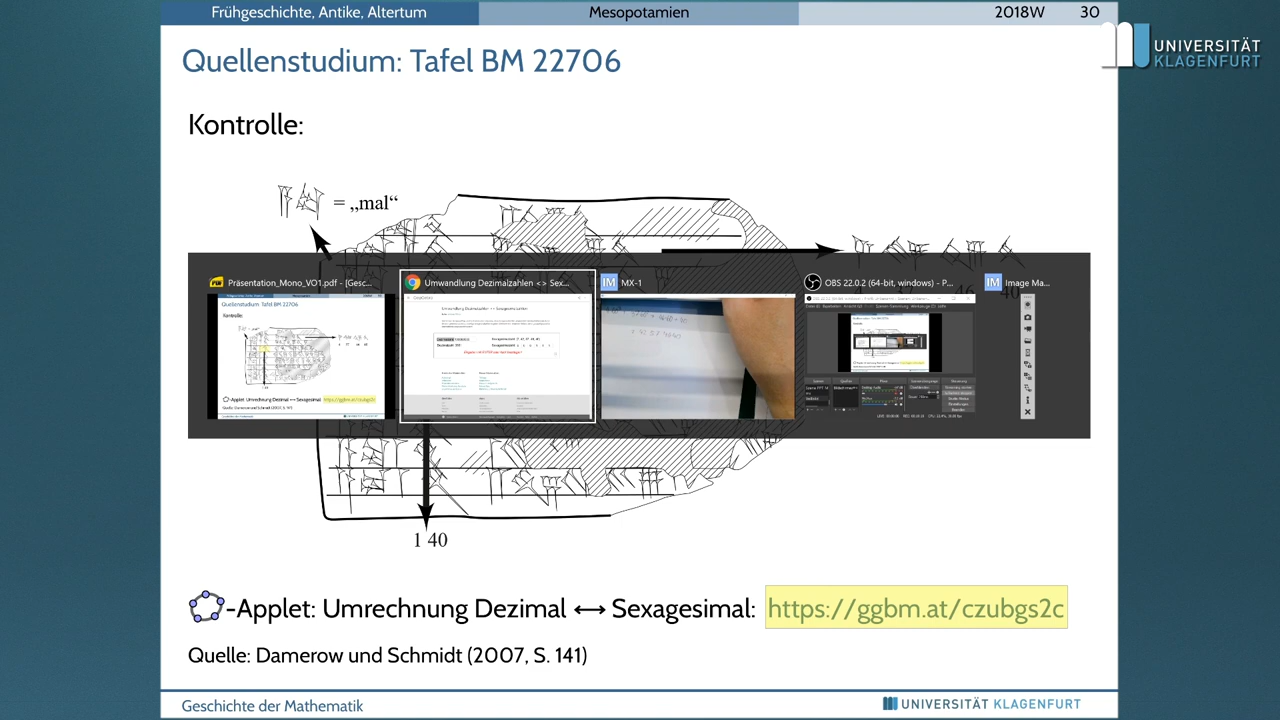 Frühgeschichte, Antike, Altertum
Mesopotamien
2018W 30
UNIVERSITÄT
KLAGENFURT
Quellenstudium: Tafel BM 22706
Kontrolle:
= „mal“
Präsentation_Mono_VO1.pdf - [Gesc...
Umwandlung Dezimalzahlen <> Sex...
MX-1
OBS 22.0.2 (64-bit, windows) - P...
Image Ma...
1 40
-Applet: Umrechnung Dezimal ⟷ Sexagesimal: https://ggbm.at/czubgs2c
Quelle: Damerow und Schmidt (2007, S. 141)
Geschichte der Mathematik
UNIVERSITÄT KLAGENFURT